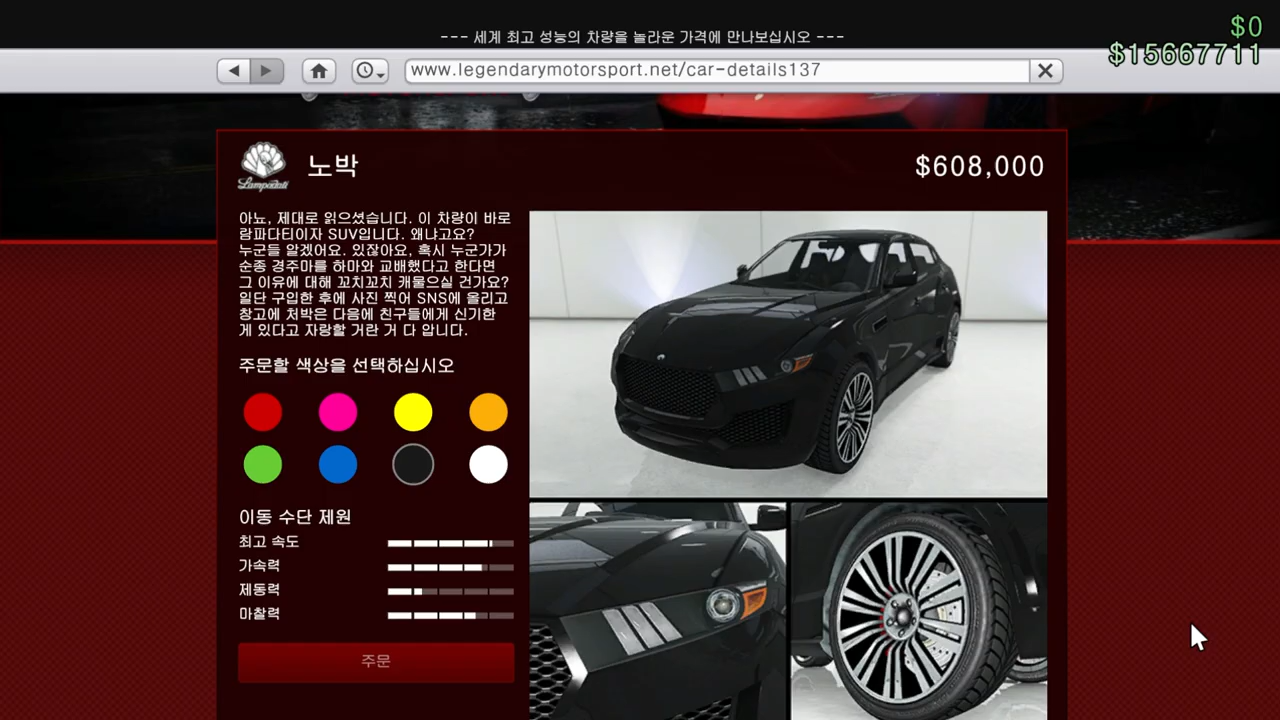 --- 세계 최고 성능의 차량을 놀라운 가격에 만나보십시오 ---
$0
$15667711
www.legendarymotorsport.net/car-details137
Lampadati
노박
$608,000
아뇨, 제대로 읽으셨습니다. 이 차량이 바로
람파다티이자 SUV입니다. 왜냐고요?
누군들 알겠어요. 있잖아요, 혹시 누군가가
순종 경주마를 하마와 교배했다고 한다면
그 이유에 대해 꼬치꼬치 캐물으실 건가요?
일단 구입한 후에 사진 찍어 SNS에 올리고
창고에 처박은 다음에 친구들에게 신기한
게 있다고 자랑할 거란 거 다 압니다.
주문할 색상을 선택하십시오
이동 수단 제원
최고 속도
가속력
제동력
마찰력
주문